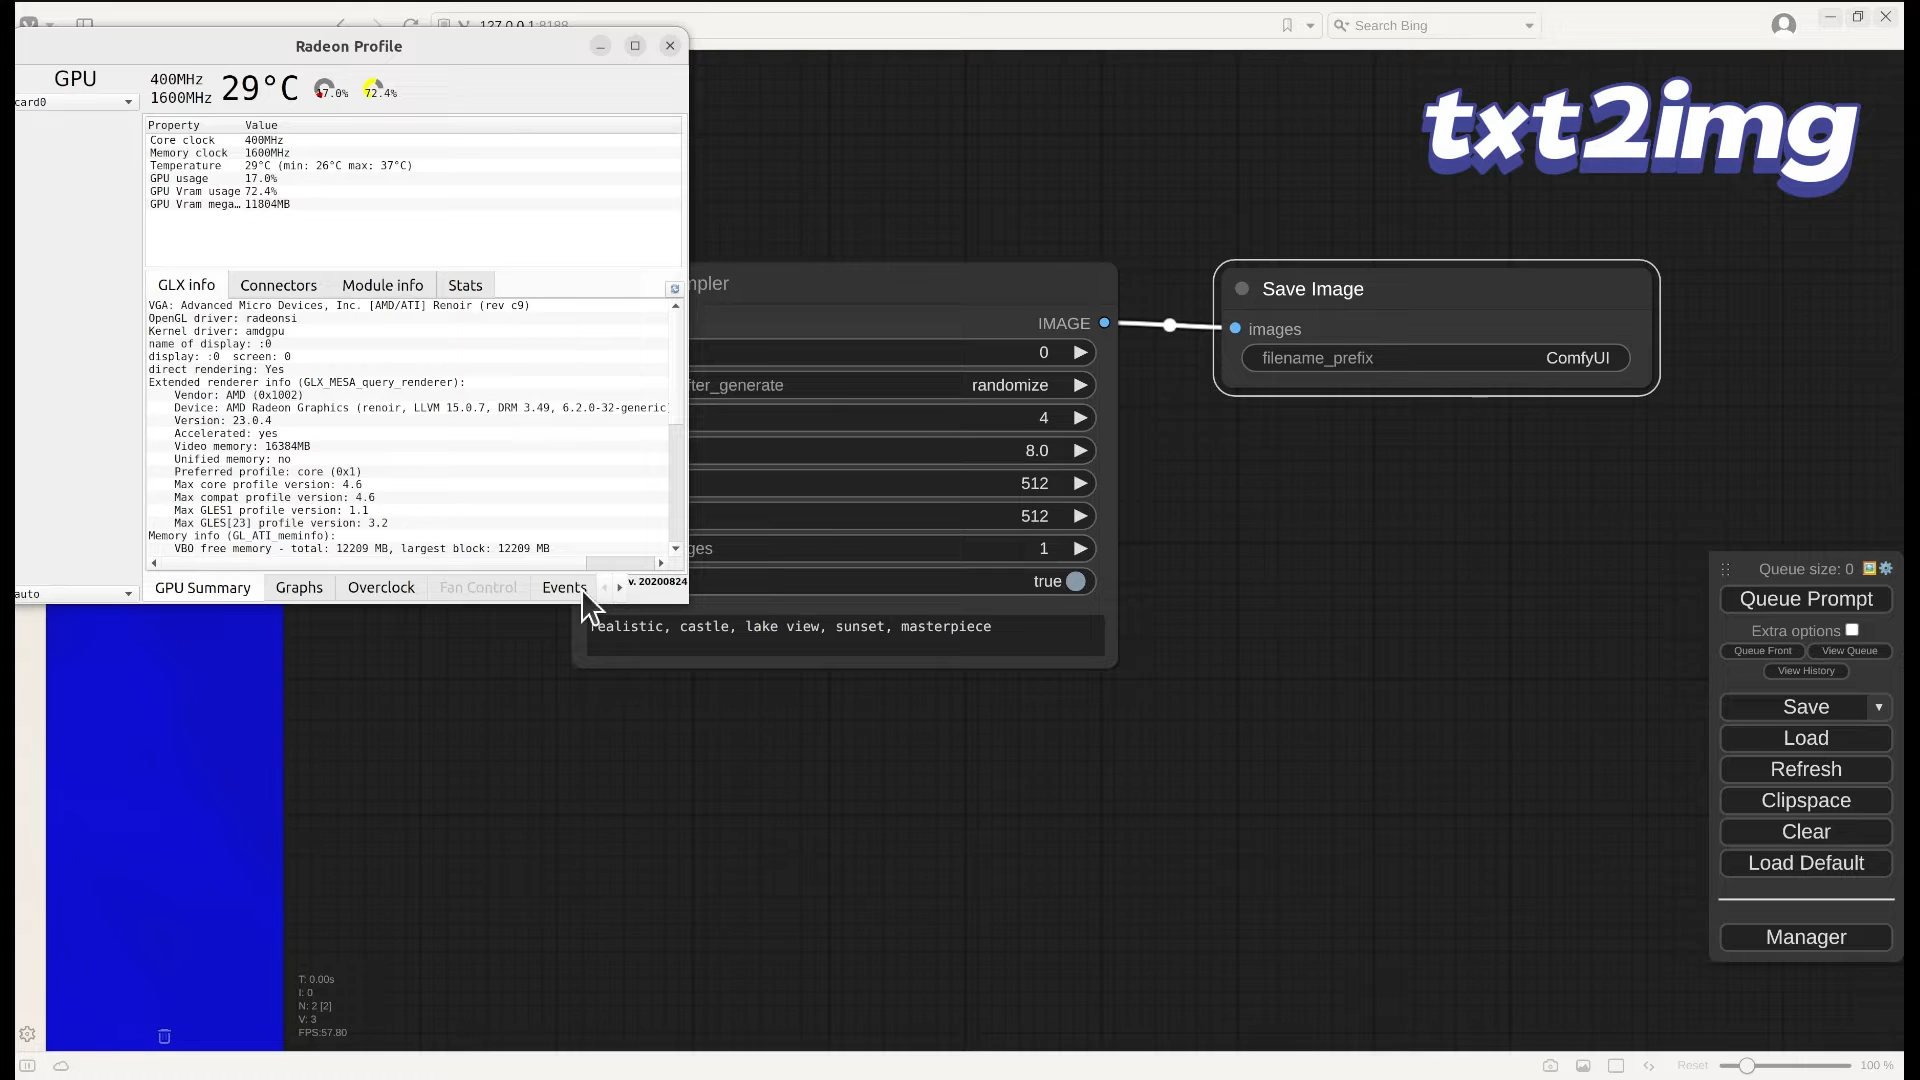 127.0.0.1:8188
Search Bing
Radeon Profile
GPU
card0
400MHz
1600MHz
29°C
17.0%
72.4%
txt2img
Property Value
Core clock 400MHz
Memory clock 1600MHz
Temperature 29°C (min: 26°C max: 37°C)
GPU usage 17.0%
GPU Vram usage 72.4%
GPU Vram mega… 11804MB
GLX info
Connectors
Module info
Stats
VGA: Advanced Micro Devices, Inc. [AMD/ATI] Renoir (rev c9)
OpenGL driver: radeonsi
Kernel driver: amdgpu
name of display: :0
display: :0 screen: 0
direct rendering: Yes
Extended renderer info (GLX_MESA_query_renderer):
Vendor: AMD (0x1002)
Device: AMD Radeon Graphics (renoir, LLVM 15.0.7, DRM 3.49, 6.2.0-32-generic
Version: 23.0.4
Accelerated: yes
Video memory: 16384MB
Unified memory: no
Preferred profile: core (0x1)
Max core profile version: 4.6
Max compat profile version: 4.6
Max GLES1 profile version: 1.1
Max GLES[23] profile version: 3.2
Memory info (GL_ATI_meminfo):
VBO free memory - total: 12209 MB, largest block: 12209 MB
auto
GPU Summary
Graphs
Overclock
Fan Control
Events
v. 20200824
mpler
IMAGE
0
fter_generate randomize
4
8.0
512
512
ges 1
true
realistic, castle, lake view, sunset, masterpiece
Save Image
images
filename_prefix ComfyUI
Queue size: 0
Queue Prompt
Extra options
Queue Front
View Queue
View History
Save
Load
Refresh
Clipspace
Clear
Load Default
Manager
T: 0.00s
I: 0
N: 2 [2]
V: 3
FPS:57.80
Reset
100 %